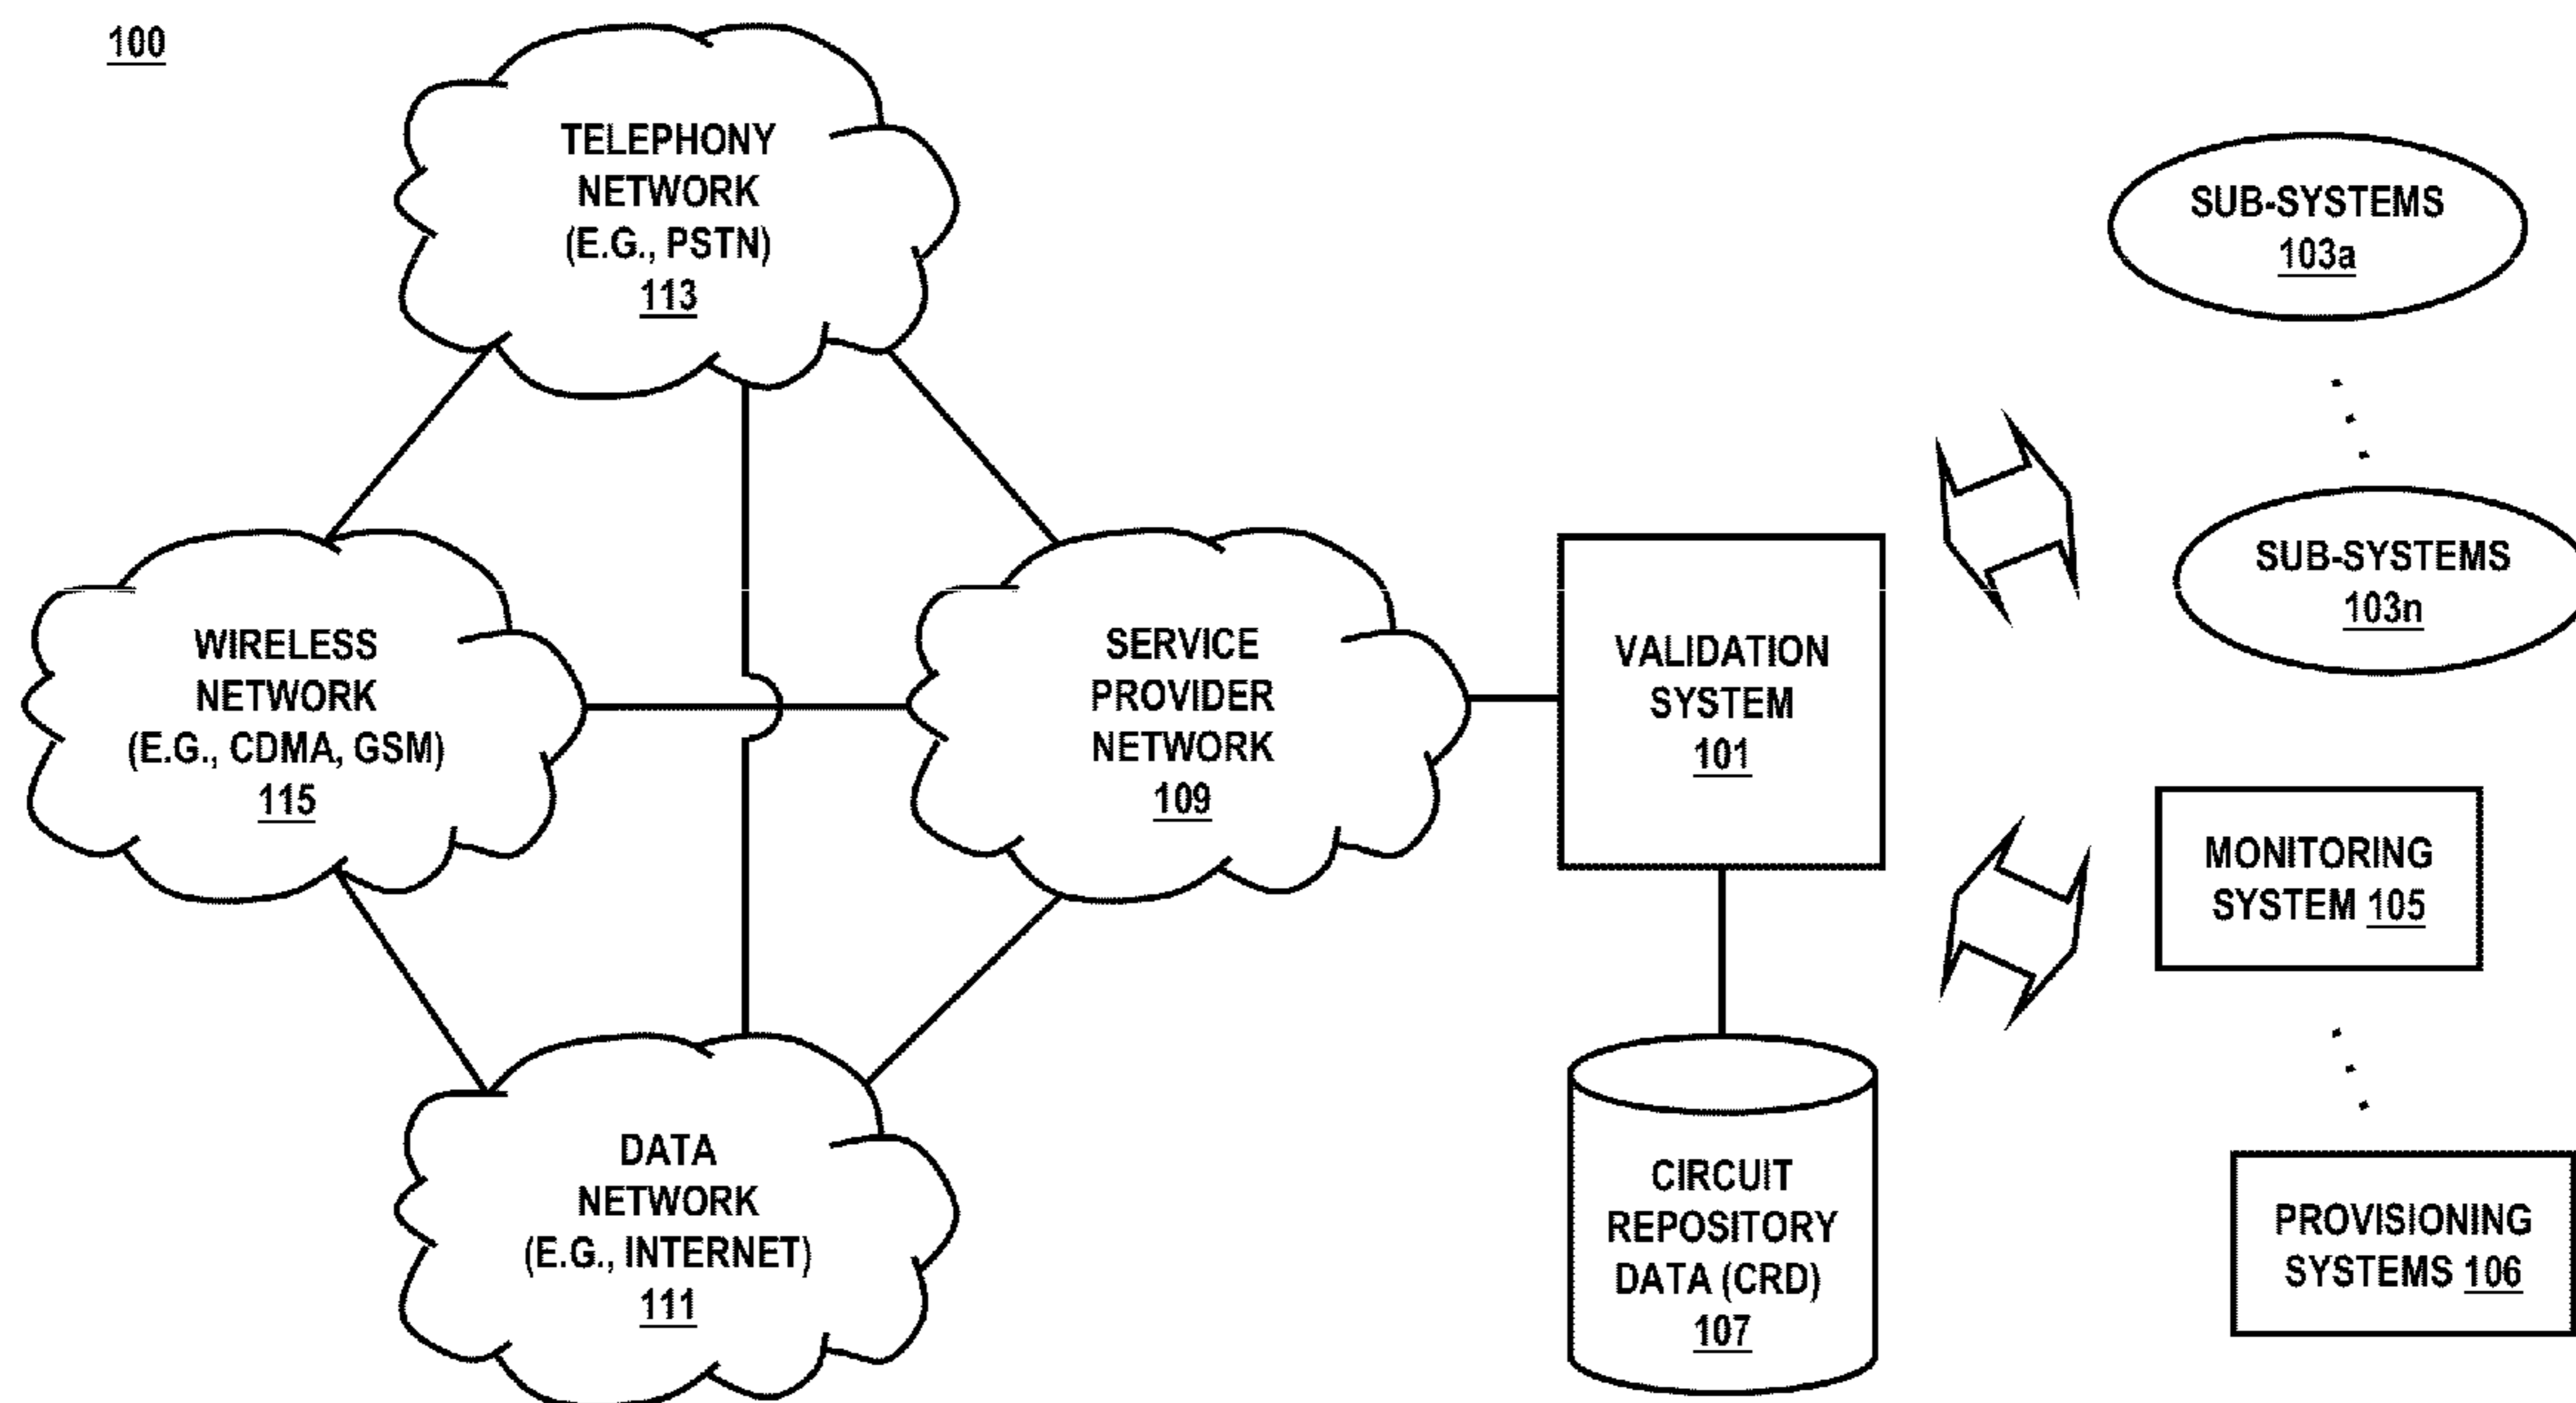 100
TELEPHONY
NETWORK
(E.G., PSTN)
113
WIRELESS
NETWORK
(E.G., CDMA, GSM)
115
SERVICE
PROVIDER
NETWORK
109
DATA
NETWORK
(E.G., INTERNET)
111
VALIDATION
SYSTEM
101
CIRCUIT
REPOSITORY
DATA (CRD)
107
SUB-SYSTEMS
103a
SUB-SYSTEMS
103n
MONITORING
SYSTEM 105
PROVISIONING
SYSTEMS 106